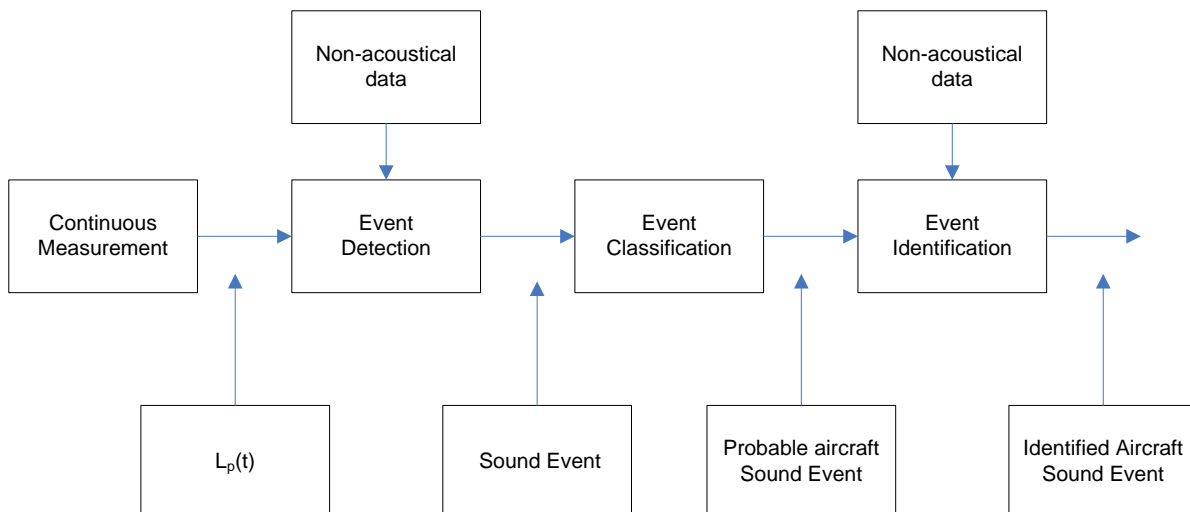 Non-acoustical
data
Non-acoustical
data
Continuous
Measurement
Event
Detection
Event
Classification
Event
Identification
Lp(t)
Sound Event
Probable aircraft
Sound Event
Identified Aircraft
Sound Event